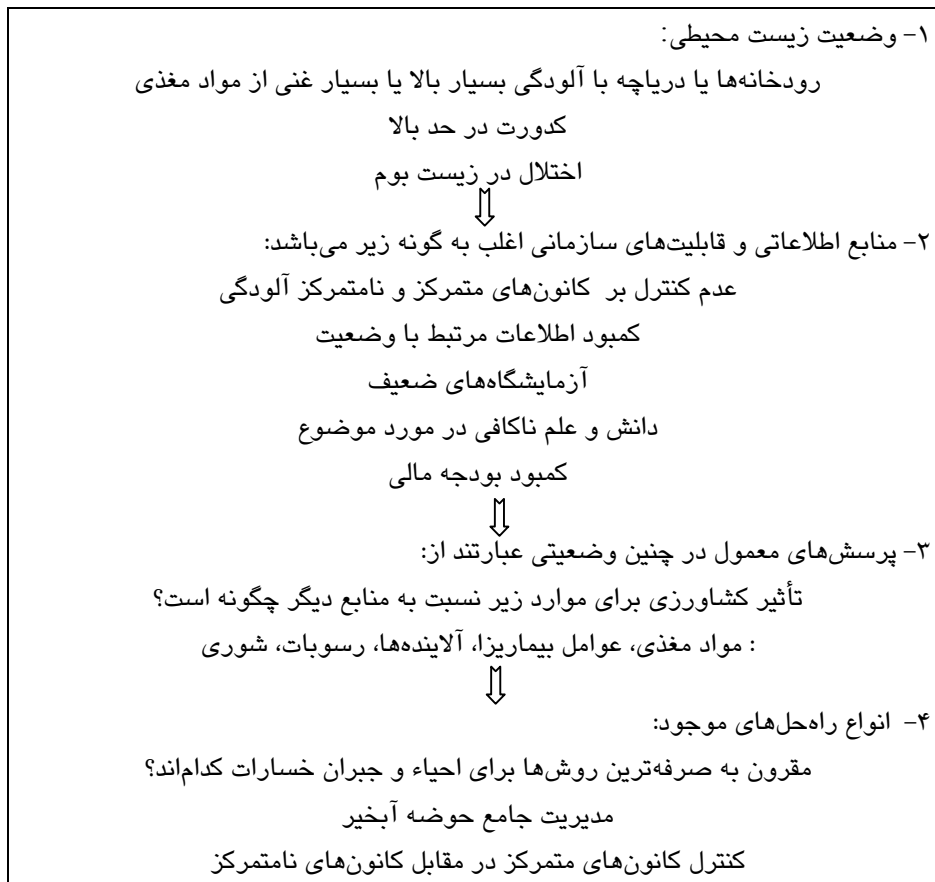 ۱- وضعیت زیست محیطی:
رودخانه‌ها یا دریاچه با آلودگی بسیار بالا یا بسیار غنی از مواد مغذی
کدورت در حد بالا
اختلال در زیست بوم
۲- منابع اطلاعاتی و قابلیت‌های سازمانی اغلب به گونه زیر می‌باشد:
عدم کنترل بر کانون‌های متمرکز و نامتمرکز آلودگی
کمبود اطلاعات مرتبط با وضعیت
آزمایشگاه‌های ضعیف
دانش و علم ناکافی در مورد موضوع
کمبود بودجه مالی
۳- پرسش‌های معمول در چنین وضعیتی عبارتند از:
تأثیر کشاورزی برای موارد زیر نسبت به منابع دیگر چگونه است؟
: مواد مغذی، عوامل بیماریزا، آلاینده‌ها، رسوبات، شوری
۴- انواع راه‌حل‌های موجود:
مقرون به صرفه‌ترین روش‌ها برای احیاء و جبران خسارات کدام‌اند؟
مدیریت جامع حوضه آبخیر
کنترل کانون‌های متمرکز در مقابل کانون‌های نامتمرکز